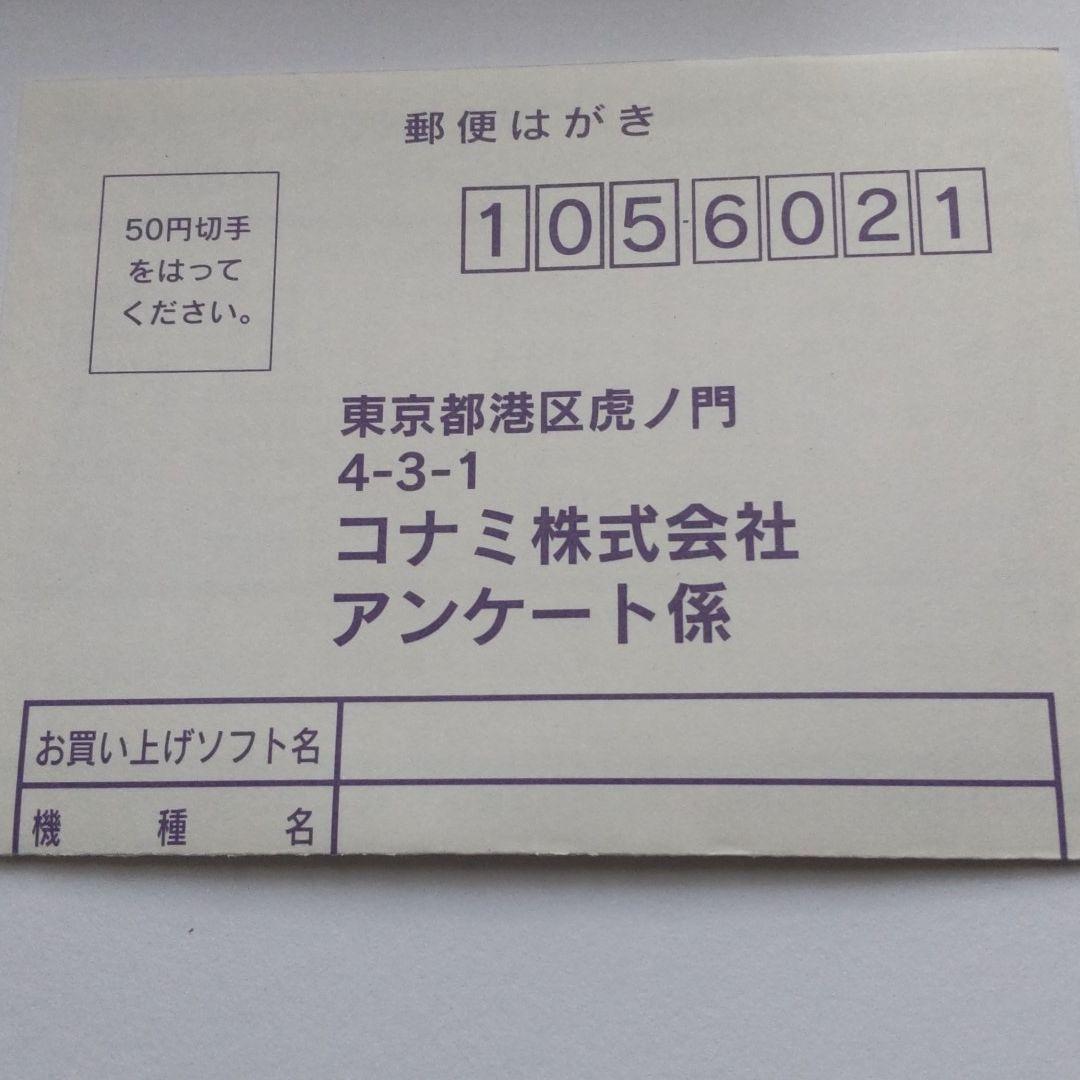 郵便はがき
50円切手
をはって
ください。
105-6021
東京都港区虎ノ門
4-3-1
コナミ株式会社
アンケート係
お買い上げソフト名
機種名